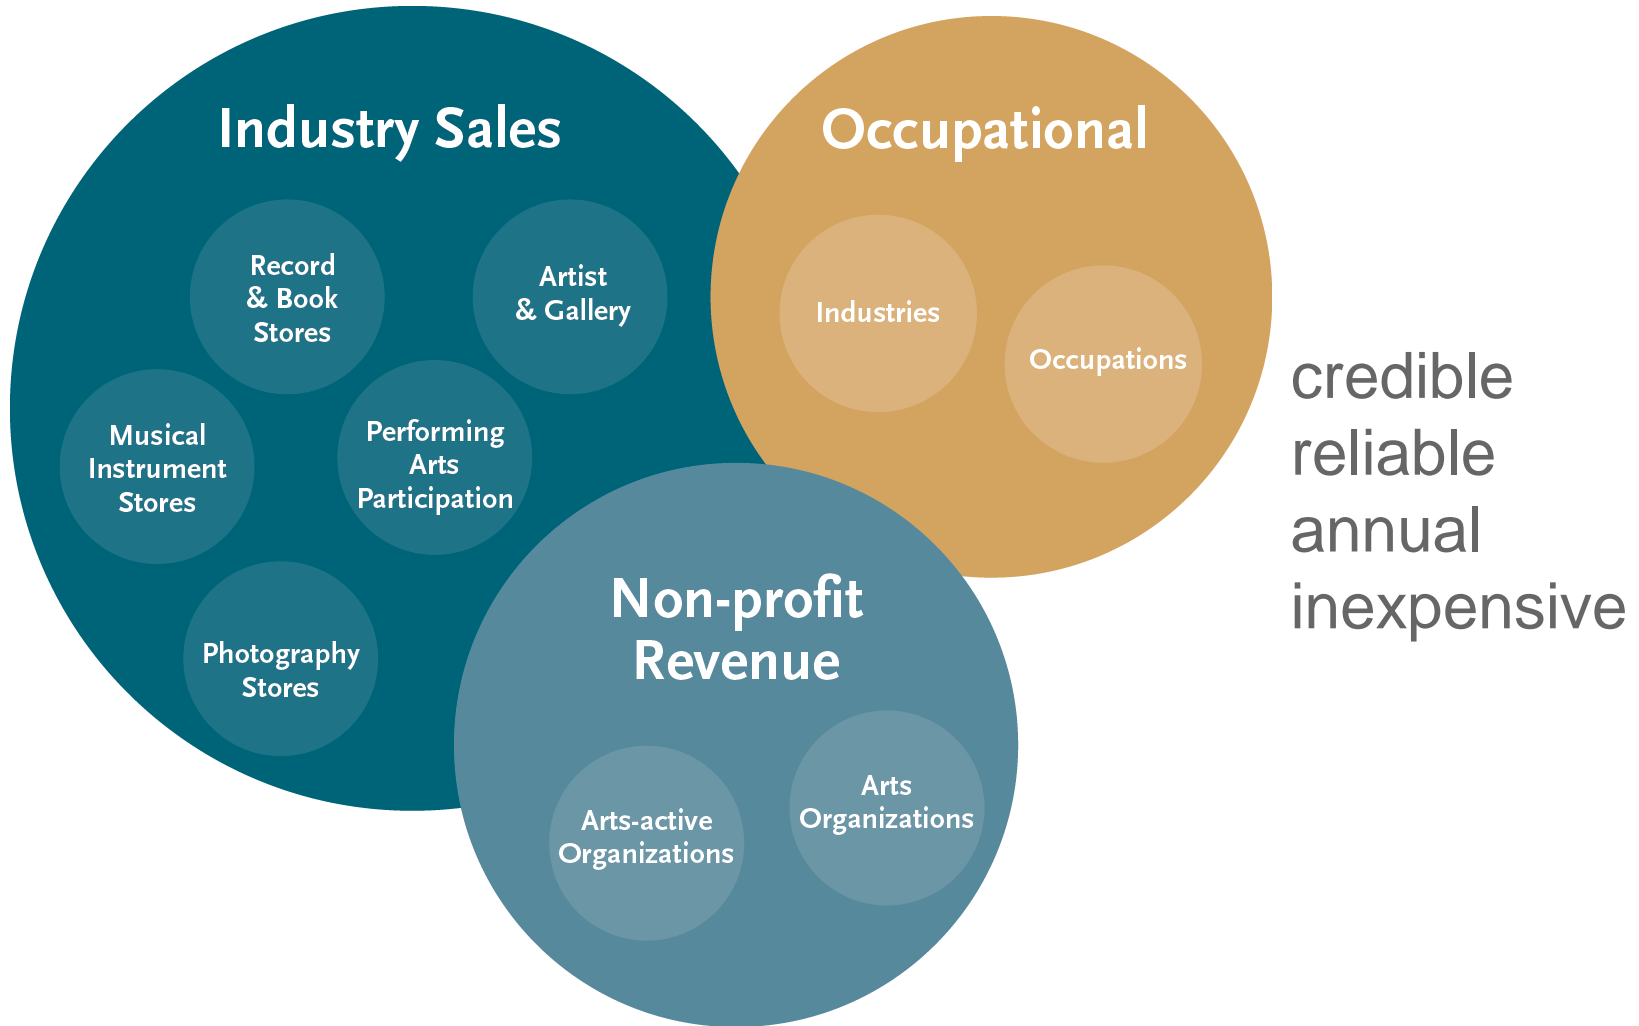 Industry Sales
Record
& Book
Stores
Artist
& Gallery
Musical
Instrument
Stores
Performing
Arts
Participation
Photography
Stores
Occupational
Industries
Occupations
Non-profit
Revenue
Arts-active
Organizations
Arts
Organizations
credible
reliable
annual
inexpensive